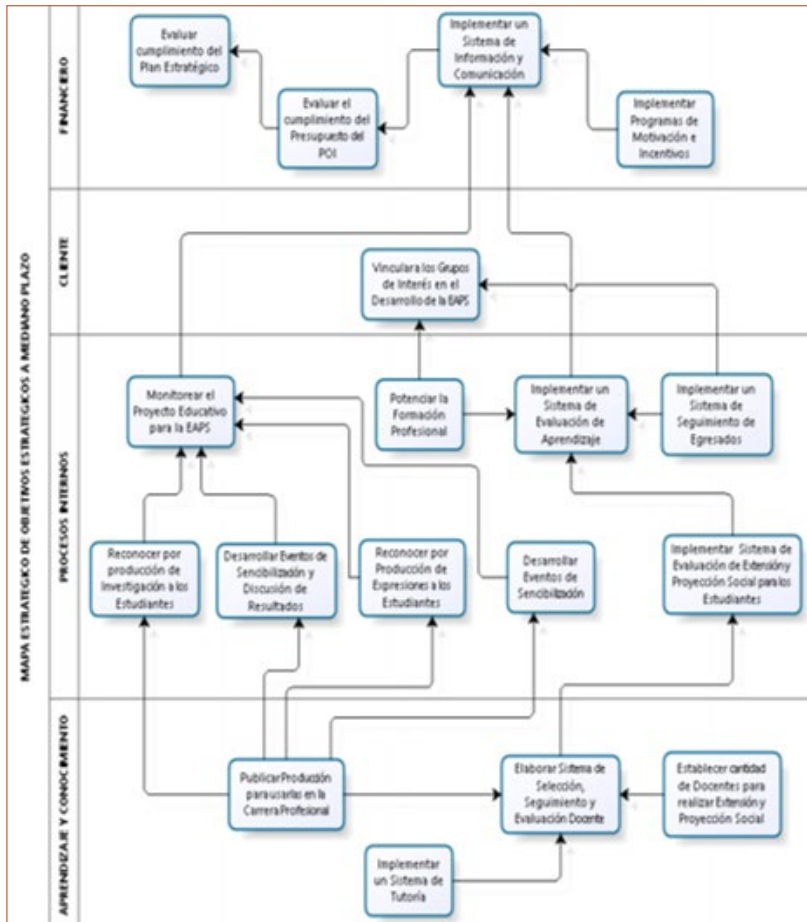 MAPA ESTRATEGICO DE OBJETIVOS ESTRATEGICOS A MEDIANO PLAZO
FINANCIERO
Evaluar
cumplimiento del
Plan Estratégico
Evaluar el
cumplimiento del
Presupuesto del
POI
Implementar un
Sistema de
Información y
Comunicación
Implementar
Programas de
Motivación e
Incentivos
CLIENTE
Vincular a los Grupos
de Interés en el
Desarrollo de la EAPS
PROCESOS INTERNOS
Monitorear el
Proyecto Educativo
para la EAPS
Potenciar la
Formación
Profesional
Implementar un
Sistema de
Evaluación de
Aprendizaje
Implementar un
Sistema de
Seguimiento de
Egresados
Reconocer por
producción de
Investigación a los
Estudiantes
Desarrollar Eventos
de Sencibilización y
Discusión de
Resultados
Reconocer por
Producción de
Expresiones a los
Estudiantes
Desarrollar
Eventos de
Sencibilización
Implementar Sistema de
Evaluación de Extensión y
Proyección Social para los
Estudiantes
APRENDIZAJE Y CONOCIMIENTO
Publicar Producción
para usarlas en la
Carrera Profesional
Elaborar Sistema de
Selección,
Seguimiento y
Evaluación Docente
Establecer cantidad
de Docentes para
realizar Extensión y
Proyección Social
Implementar
un Sistema de
Tutoría